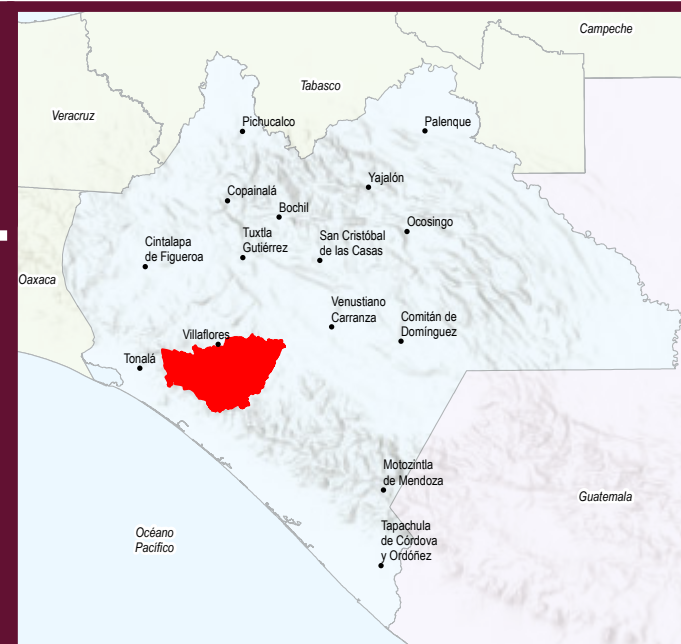 Campeche
Tabasco
Veracruz
Pichucalco
Palenque
Yajalón
Copainalá
Bochil
Ocosingo
Tuxtla
Gutiérrez
San Cristóbal
de las Casas
Cintalapa
de Figueroa
Oaxaca
Venustiano
Carranza
Comitán de
Domínguez
Villaflores
Tonalá
Motozintla
de Mendoza
Guatemala
Océano
Pacífico
Tapachula
de Córdova
y Ordóñez